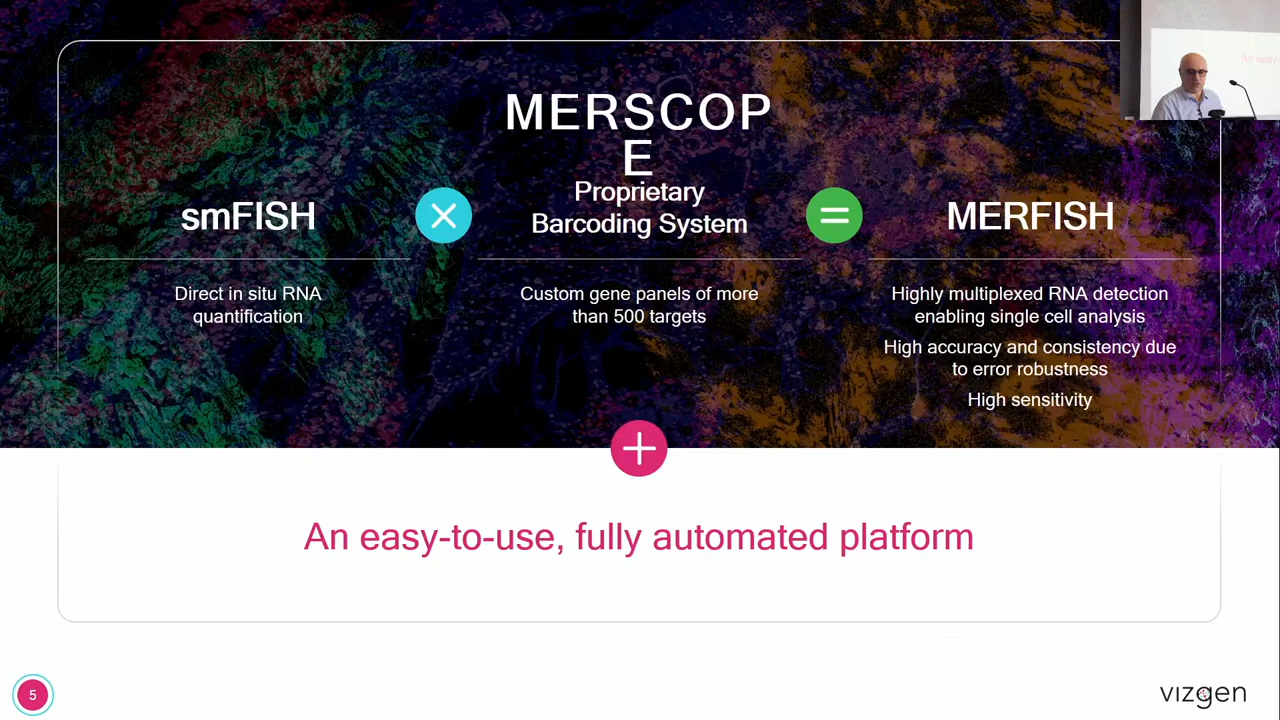 MERSCOP
E
smFISH
Proprietary
Barcoding System
MERFISH
Direct in situ RNA
quantification
Custom gene panels of more
than 500 targets
Highly multiplexed RNA detection
enabling single cell analysis
High accuracy and consistency due
to error robustness
High sensitivity
An easy-to-use, fully automated platform
5
vizgen